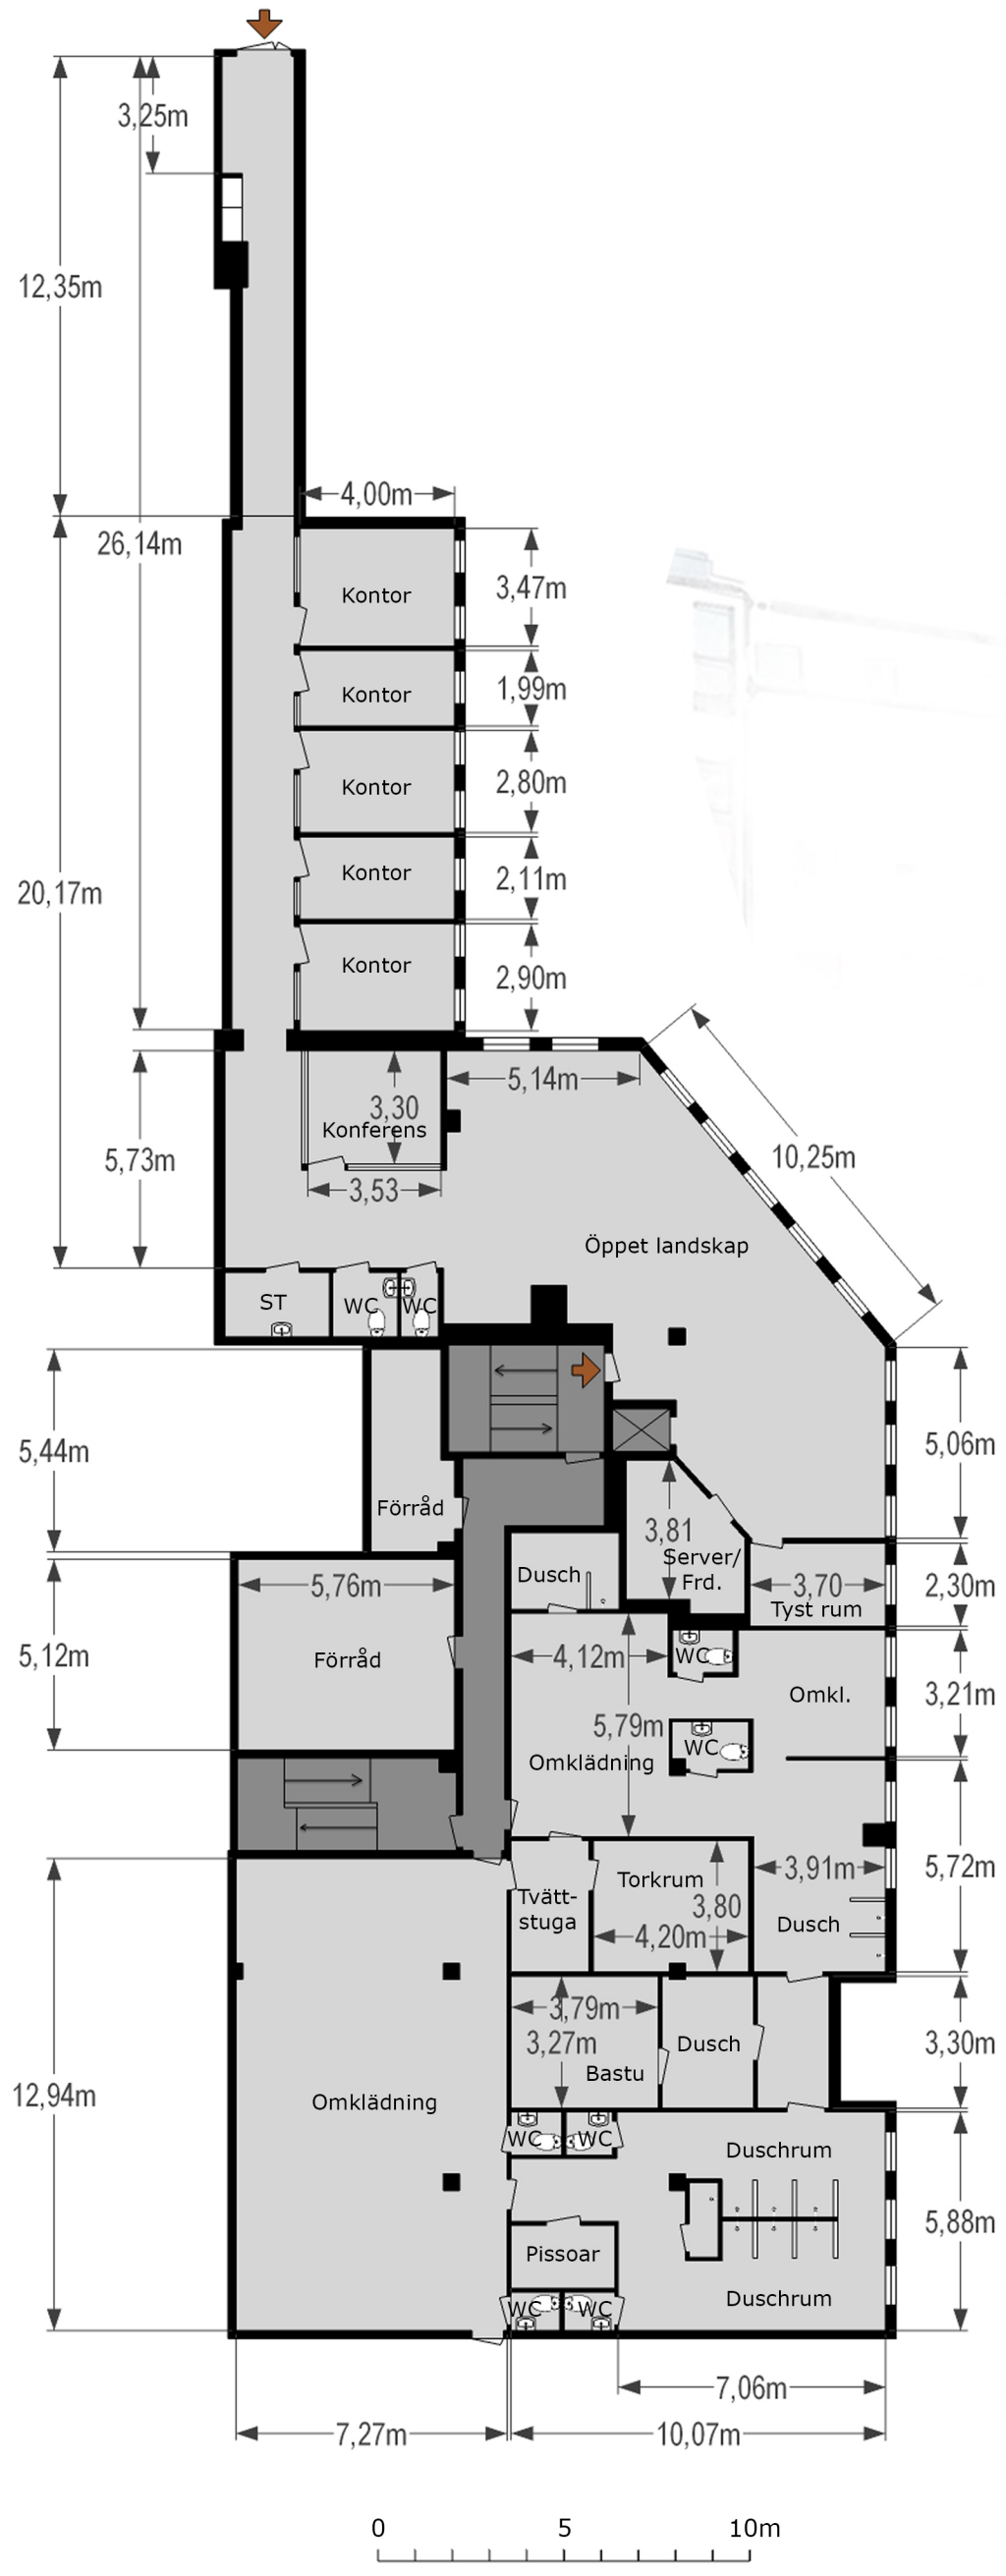 3,25m
12,35m
4,00m
26,14m
Kontor
3,47m
Kontor
1,99m
Kontor
2,80m
Kontor
2,11m
20,17m
Kontor
2,90m
5,14m
3,30
Konferens
10,25m
5,73m
3,53
Öppet landskap
ST
WC
WC
5,44m
5,06m
Förråd
3,81
Server/
Frd.
Dusch
5,76m
3,70
2,30m
Tyst rum
5,12m
Förråd
4,12m
WC
Omkl.
3,21m
5,79m
WC
Omklädning
3,91m
5,72m
Torkrum
Tvätt-
stuga
3,80
Dusch
4,20m
3,79m
3,27m
Dusch
3,30m
Bastu
12,94m
Omklädning
WC
WC
Duschrum
5,88m
Pissoar
Duschrum
WC
WC
7,06m
7,27m
10,07m
0
5
10m